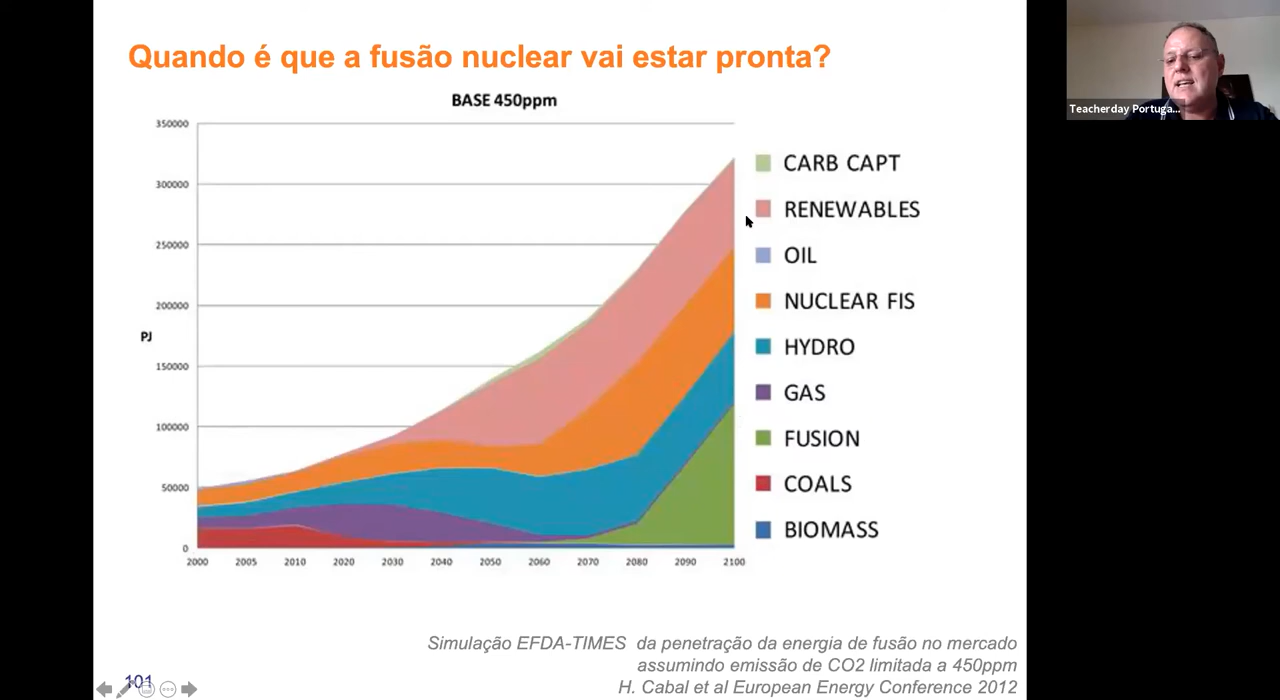 Quando é que a fusão nuclear vai estar pronta?
BASE 450ppm
350000
300000
250000
200000
150000
100000
50000
0
PJ
2000 2005 2010 2020 2030 2040 2050 2060 2070 2080 2090 2100
CARB CAPT
RENEWABLES
OIL
NUCLEAR FIS
HYDRO
GAS
FUSION
COALS
BIOMASS
Simulação EFDA-TIMES da penetração da energia de fusão no mercado
assumindo emissão de CO2 limitada a 450ppm
H. Cabal et al European Energy Conference 2012
101
Teacherday Portuga...